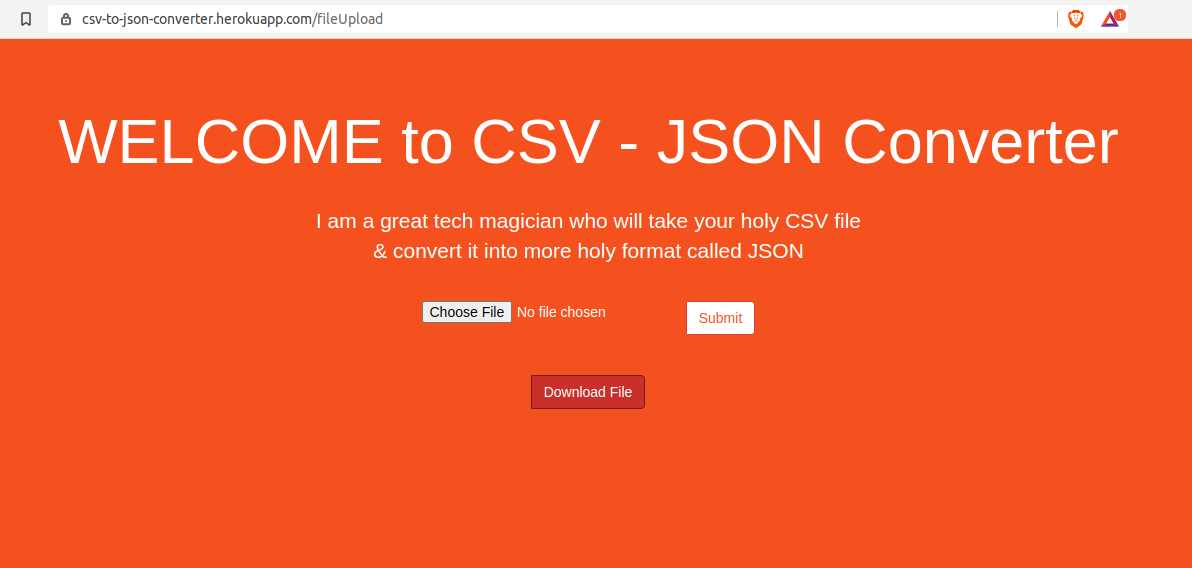 csv-to-json-converter.herokuapp.com/fileUpload
WELCOME to CSV - JSON Converter
I am a great tech magician who will take your holy CSV file
& convert it into more holy format called JSON
Choose File No file chosen Submit
Download File